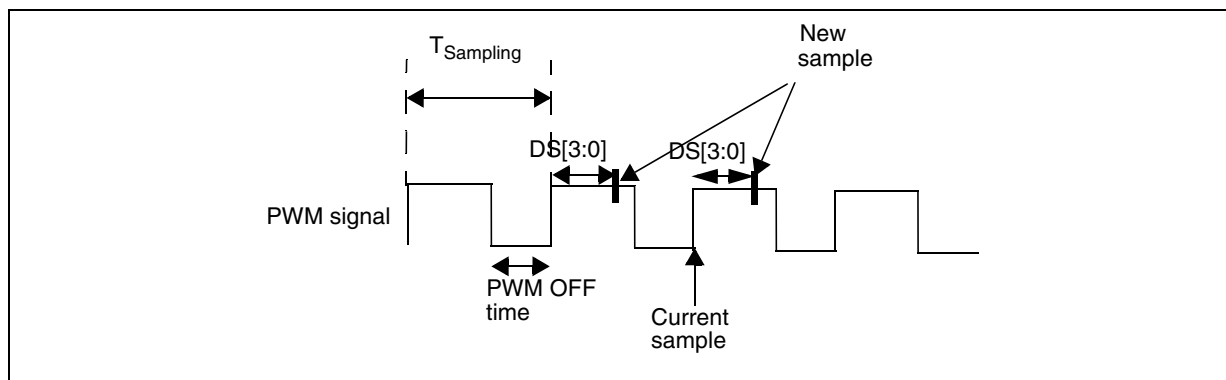 T_Sampling
New
sample
DS[3:0]
DS[3:0]
PWM signal
PWM OFF
time
Current
sample